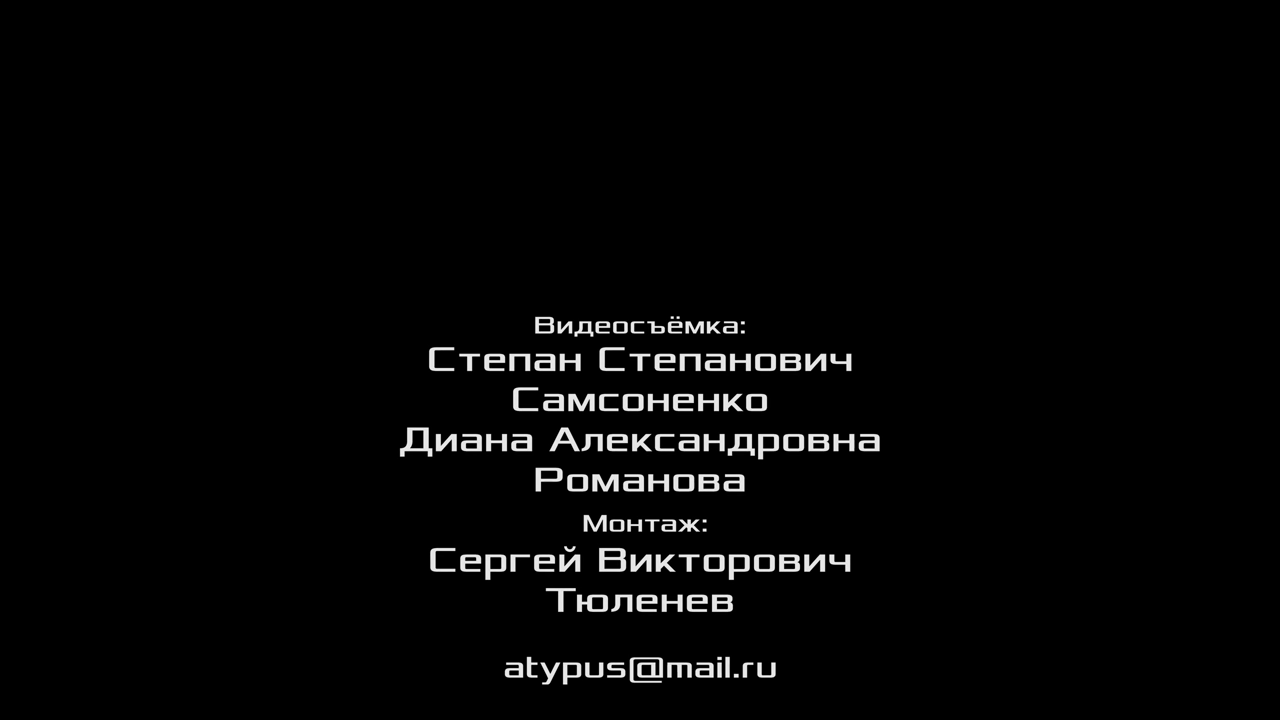 Видеосъёмка:
Степан Степанович
Самсоненко
Диана Александровна
Романова
Монтаж:
Сергей Викторович
Тюленев
atypus@mail.ru